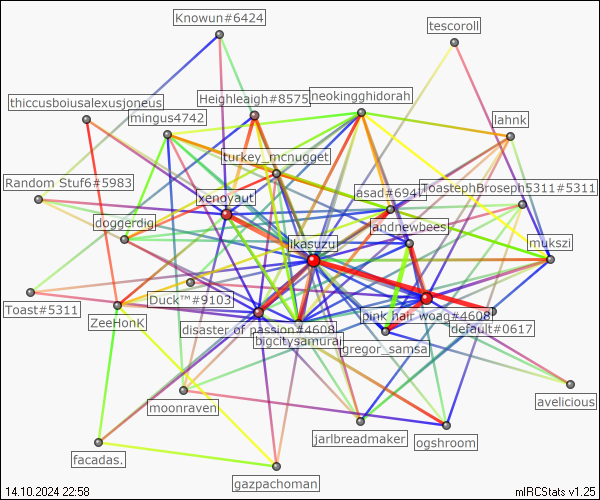 Knowun#6424
tescoroll
thiccusboiusalexusjoneus
Heighleaigh#8575
neokingghidorah
mingus4742
lahnk
turkey_mcnugget
Random Stuf6#5983
xenoyaut
asad#694
ToastephBroseph5311#5311
doggerdig
landnewbees
ikasuzu
mukszi
Duck™#9103
Toast#5311
ZeeHonk
disaster of passion#4608
pink hair woag#4608
default#0617
bigcitysamurai
gregor_samsa
moonraven
avelicious
jarlbreadmaker
ogshroom
facadas.
gazpachoman
14.10.2024 22:58
mIRCStats v1.25